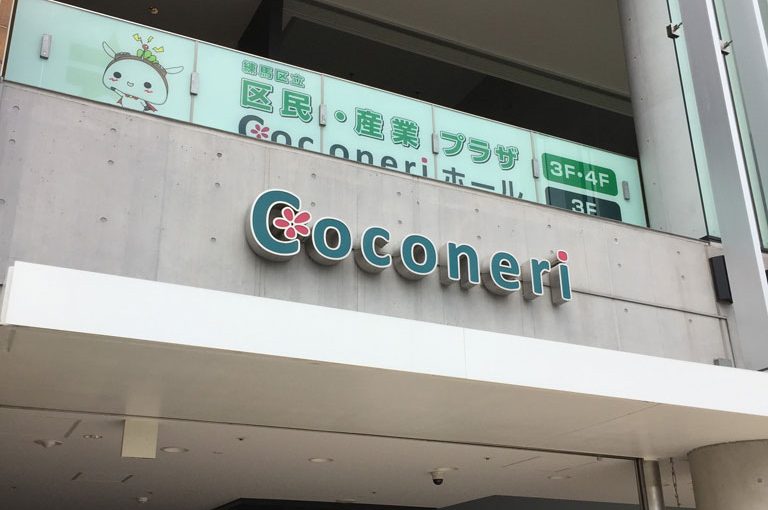 練馬区立
区民・産業プラザ
Coconeriホール
3F・4F
3F
Coconeri